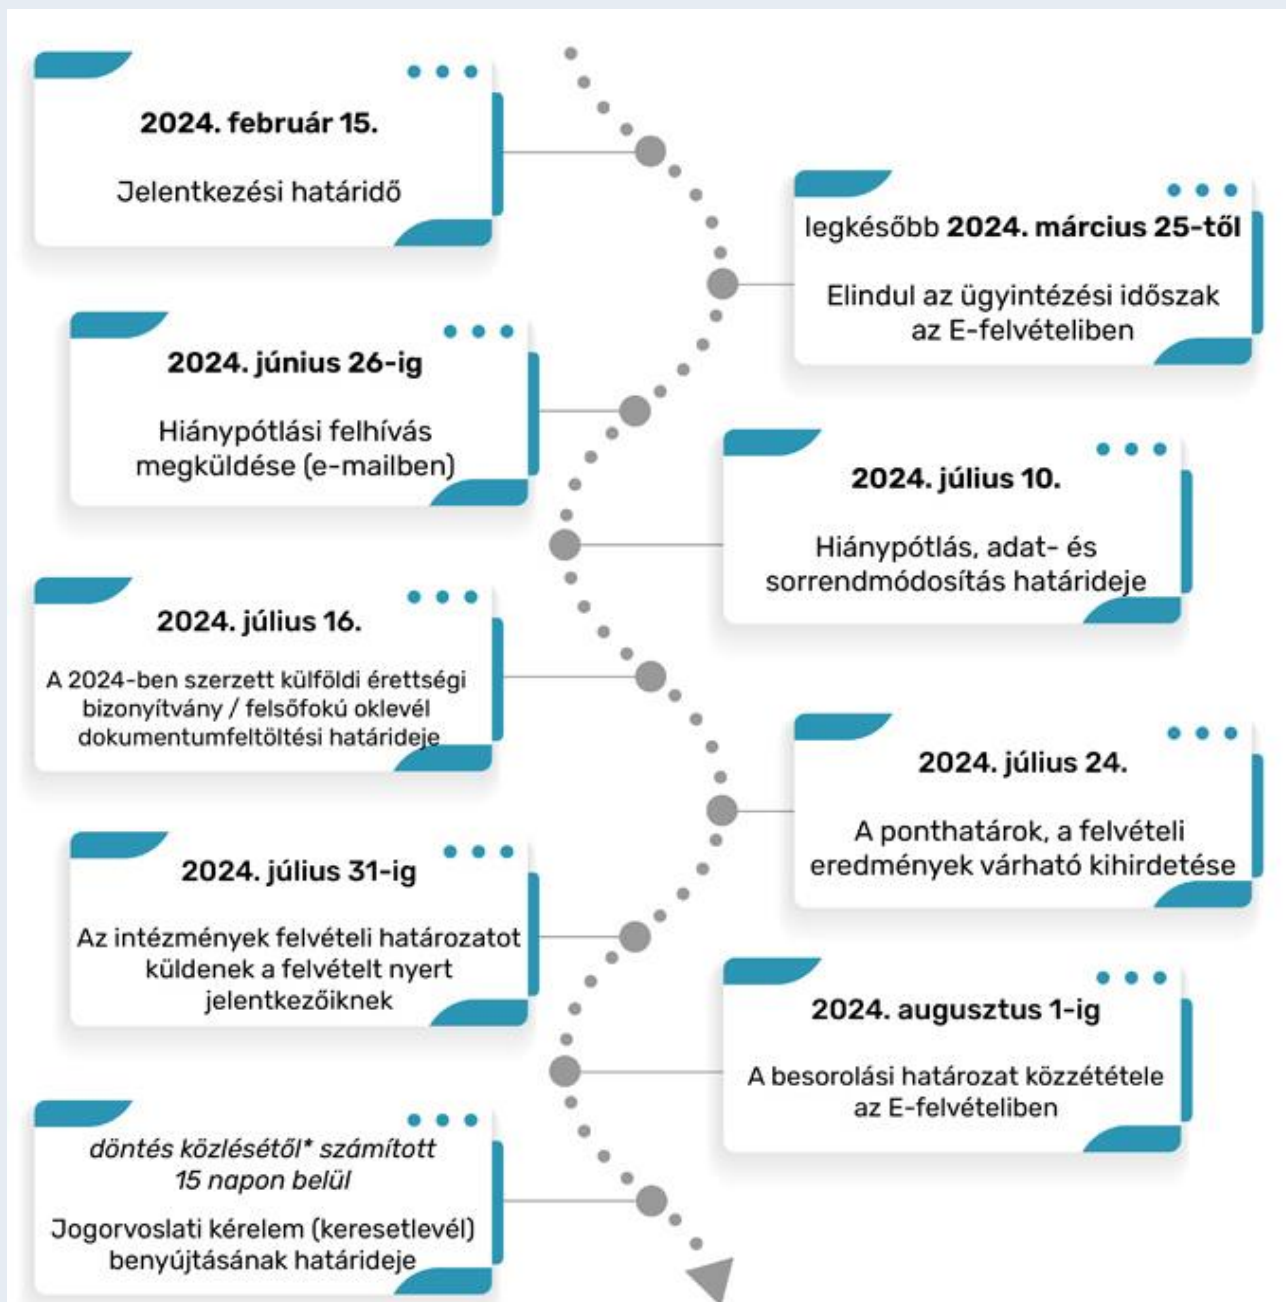 2024. február 15.
Jelentkezési határidő
legkésőbb 2024. március 25-től
Elindul az ügyintézési időszak
az E-felvételiben
2024. június 26-ig
Hiánypótlási felhívás
megküldése (e-mailben)
2024. július 10.
Hiánypótlás, adat- és
sorrendmódosítás határideje
2024. július 16.
A 2024-ben szerzett külföldi érettségi
bizonyítvány / felsőfokú oklevél
dokumentumfeltöltési határideje
2024. július 24.
A ponthatárok, a felvételi
eredmények várható kihirdetése
2024. július 31-ig
Az intézmények felvételi határozatot
küldenek a felvételt nyert
jelentkezőiknek
2024. augusztus 1-ig
A besorolási határozat közzététele
az E-felvételiben
döntés közlésétől* számított
15 napon belül
Jogorvoslati kérelem (keresetlevél)
benyújtásának határideje